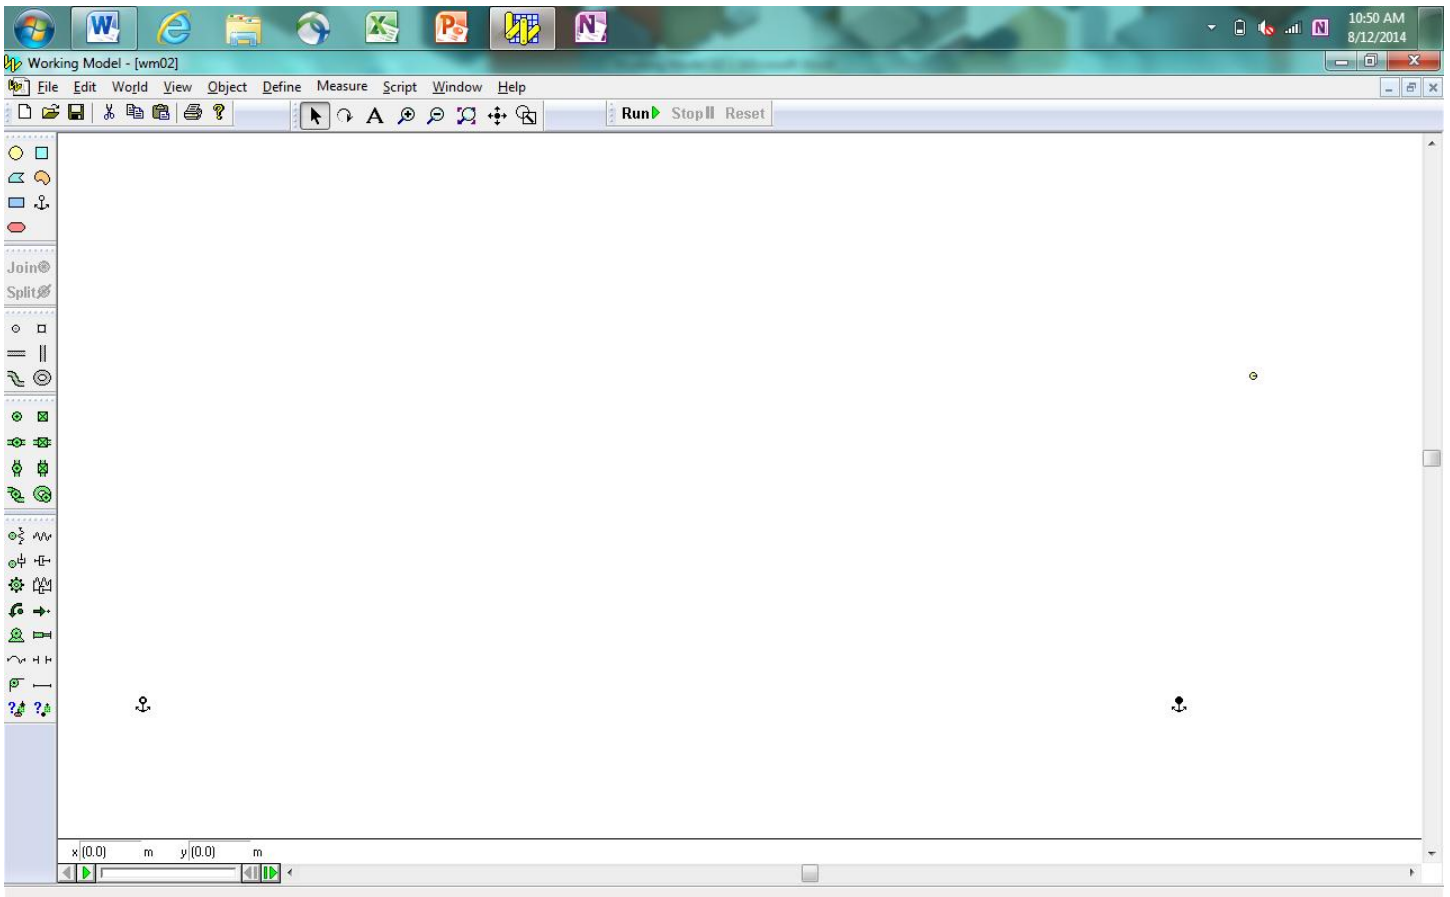 10:50 AM
8/12/2014
Working Model - [wm02]
File Edit World View Object Define Measure Script Window Help
A Run Stop Reset
Join
Split
x (0.0) m y (0.0) m